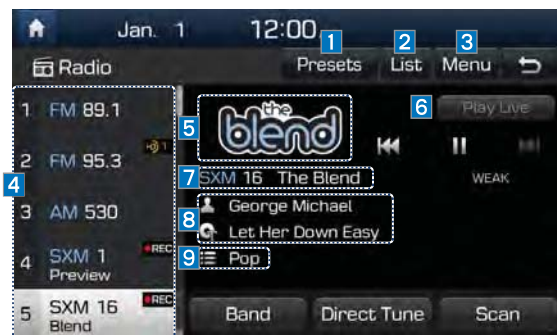 Jan. 1 12:00
1 2 3
Radio Presets List Menu
4
1 FM 89.1
2 FM 95.3
1
3 AM 530
4 SXM 1 REC
Preview
5 SXM 16 REC
Blend
5
the
blend
6 Play Live
WEAK
7 SXM 16 The Blend
8 George Michael
Let Her Down Easy
9 Pop
Band Direct Tune Scan